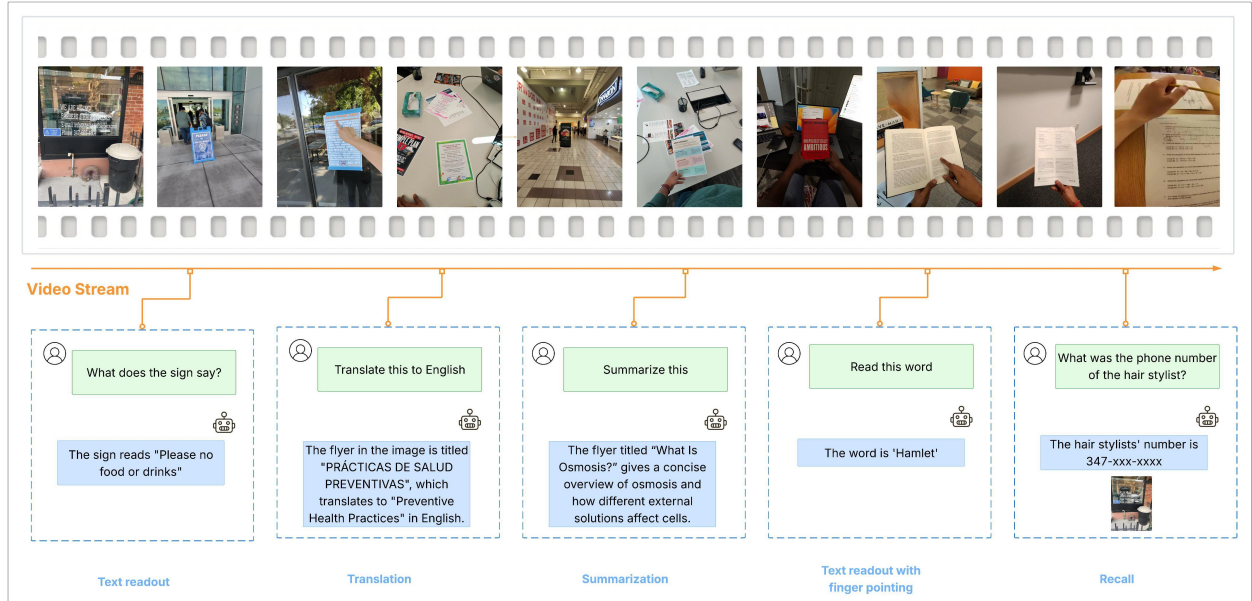 AMBITIOUS
Video Stream
What does the sign say?
The sign reads "Please no
food or drinks"
Text readout
Translate this to English
The flyer in the image is titled
"PRÁCTICAS DE SALUD
PREVENTIVAS", which
translates to "Preventive
Health Practices" in English.
Translation
Summarize this
The flyer titled “What Is
Osmosis?” gives a concise
overview of osmosis and
how different external
solutions affect cells.
Summarization
Read this word
The word is 'Hamlet'
Text readout with
finger pointing
What was the phone number
of the hair stylist?
The hair stylists' number is
347-xxx-xxxx
Recall